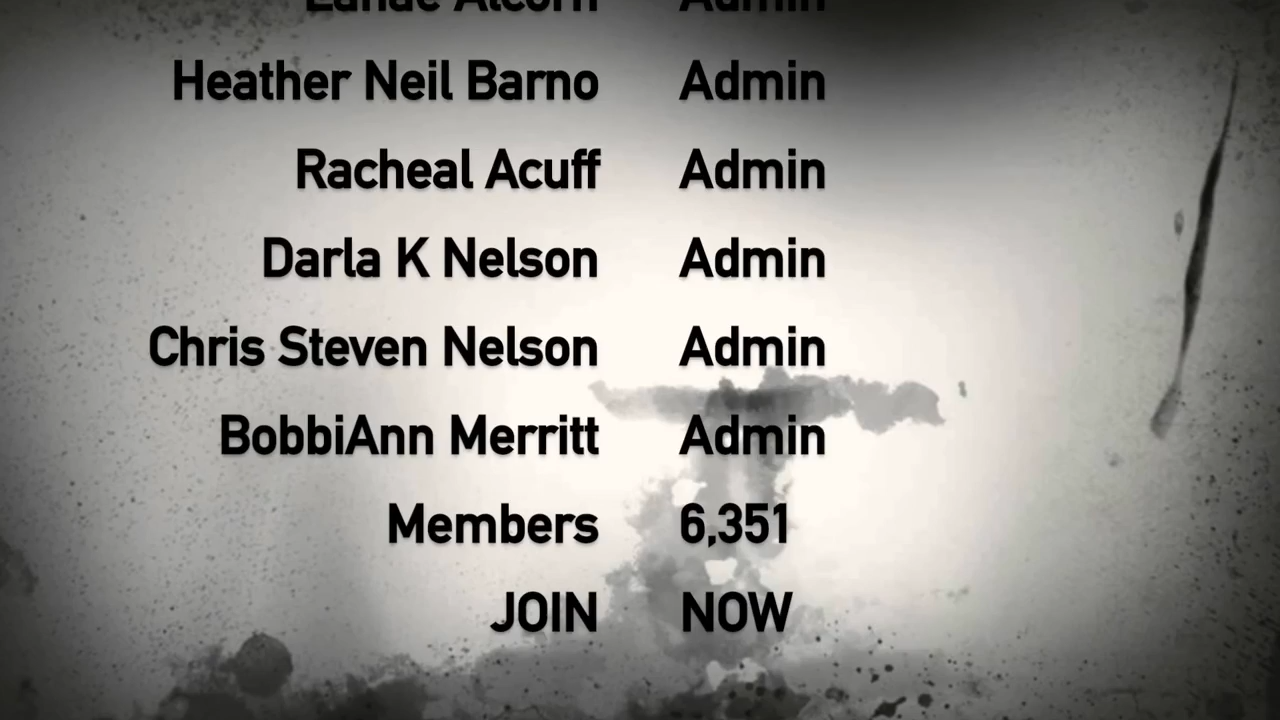 Admin
Heather Neil Barno Admin
Racheal Acuff Admin
Darla K Nelson Admin
Chris Steven Nelson Admin
BobbiAnn Merritt Admin
Members 6,351
JOIN NOW